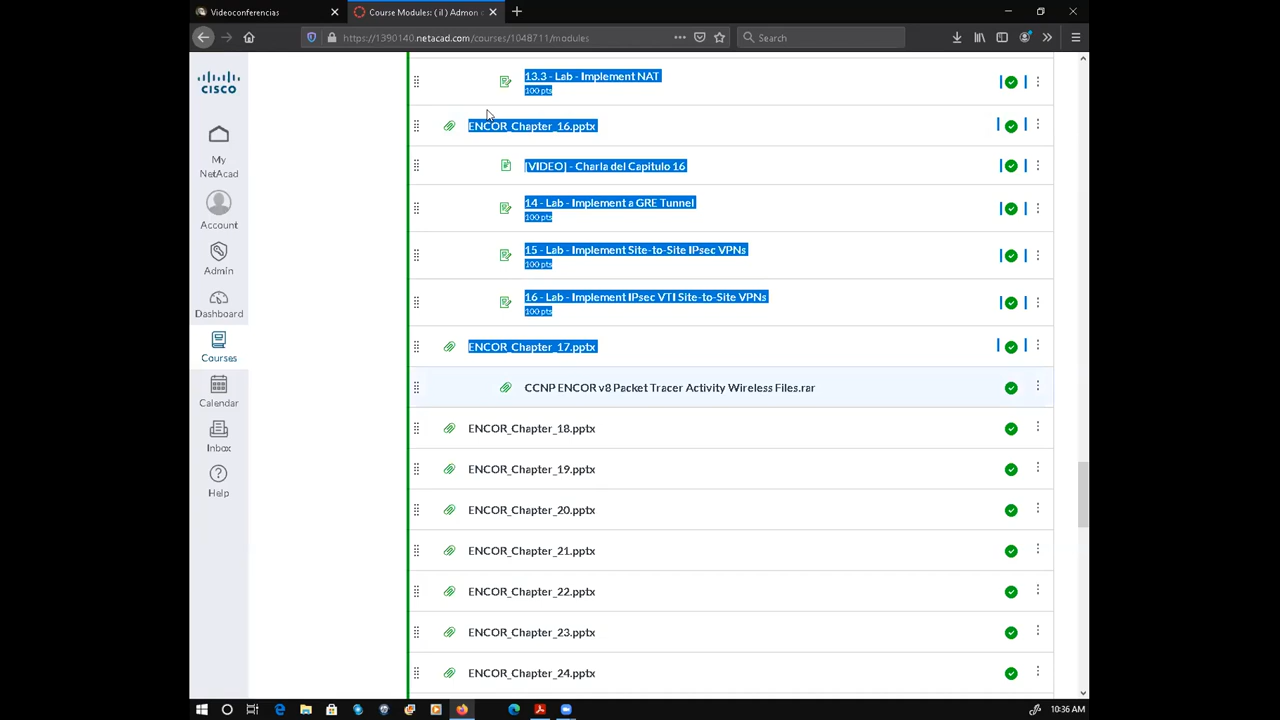 Videoconferencias
Course Modules: ( il ) Admon
https://1390140.netacad.com/courses/1048711/modules
Search
CISCO
My
NetAcad
Account
Admin
Dashboard
Courses
Calendar
Inbox
Help
13.3 - Lab - Implement NAT
100 pts
ENCOR_Chapter_16.pptx
[VIDEO] - Charla del Capitulo 16
14 - Lab - Implement a GRE Tunnel
100 pts
15 - Lab - Implement Site-to-Site IPsec VPNs
100 pts
16 - Lab - Implement IPsec VTI Site-to-Site VPNs
100 pts
ENCOR_Chapter_17.pptx
CCNP ENCOR v8 Packet Tracer Activity Wireless Files.rar
ENCOR_Chapter_18.pptx
ENCOR_Chapter_19.pptx
ENCOR_Chapter_20.pptx
ENCOR_Chapter_21.pptx
ENCOR_Chapter_22.pptx
ENCOR_Chapter_23.pptx
ENCOR_Chapter_24.pptx
10:36 AM